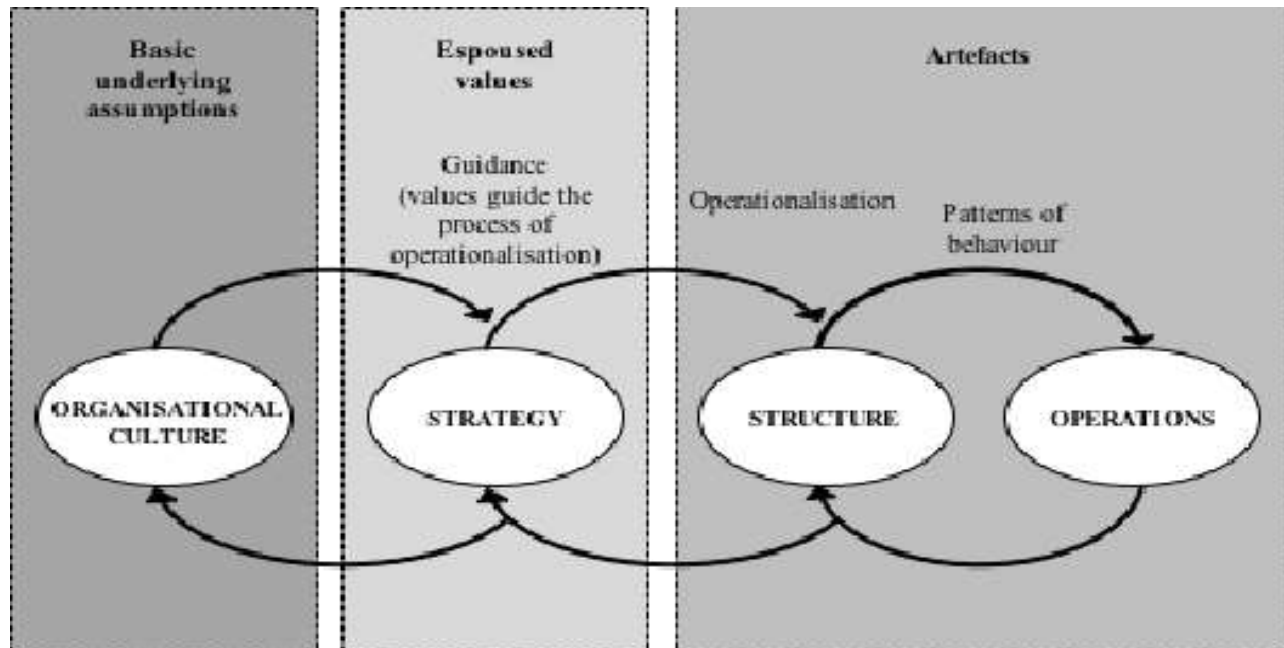 Basic
underlying
assumptions
Espoused
values
Artefacts
Guidance
(values guide the
process of
operationalisation)
Operationalisation
Patterns of
behaviour
ORGANISATIONAL
CULTURE
STRATEGY
STRUCTURE
OPERATIONS